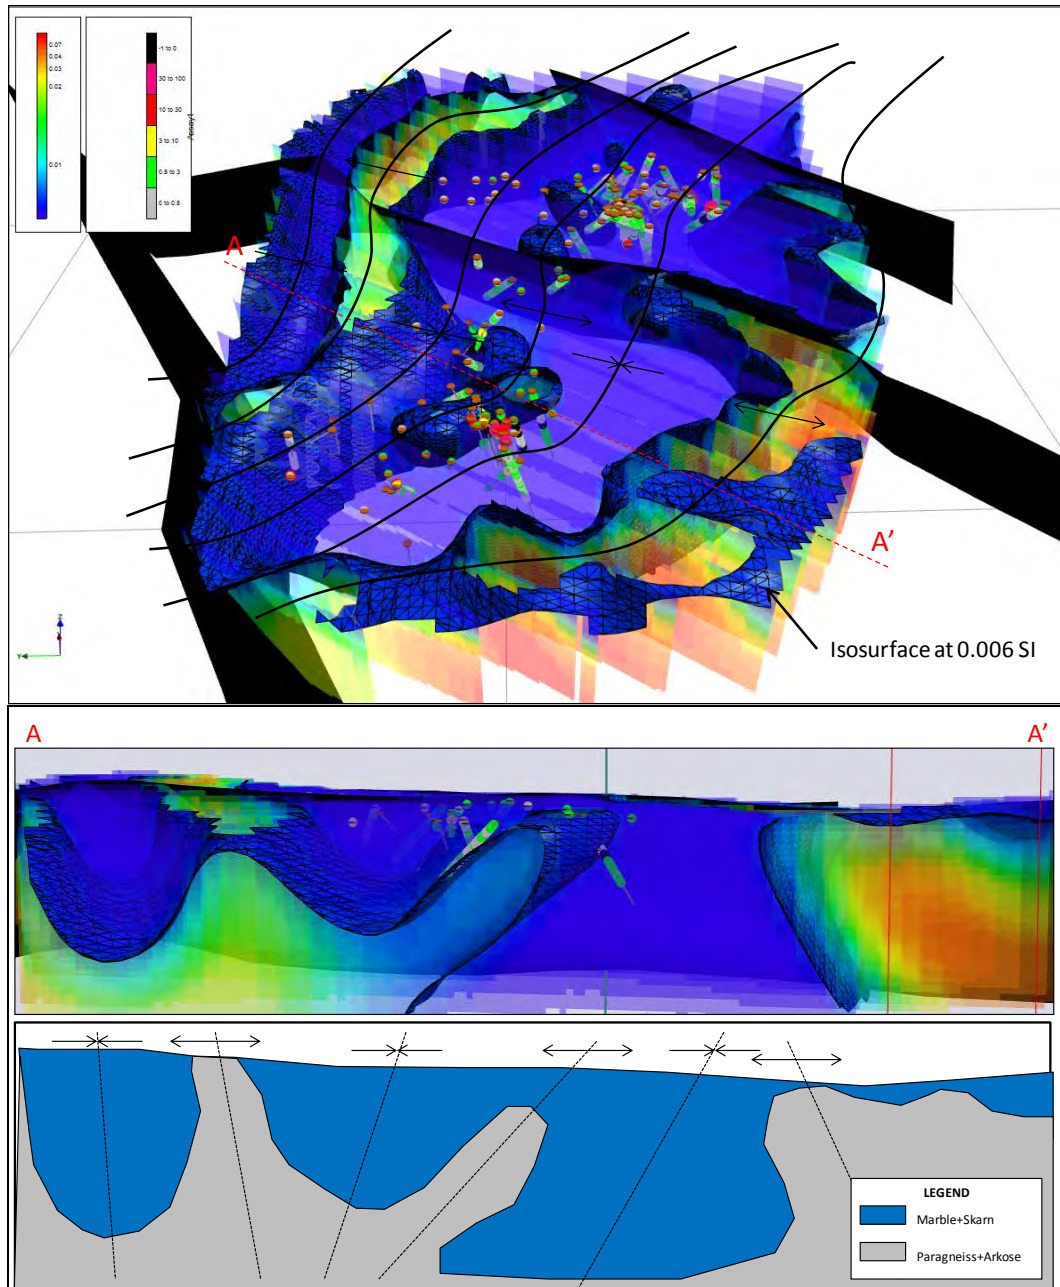 0.07
0.04
0.03
0.02
0.01
-1 to 0
30 to 100
10 to 30
3 to 10
0.5 to 3
0 to 0.5
Assay1
A
A'
Isosurface at 0.006 SI
Z
Y
A
A'
LEGEND
Marble+Skarn
Paragneiss+Arkose